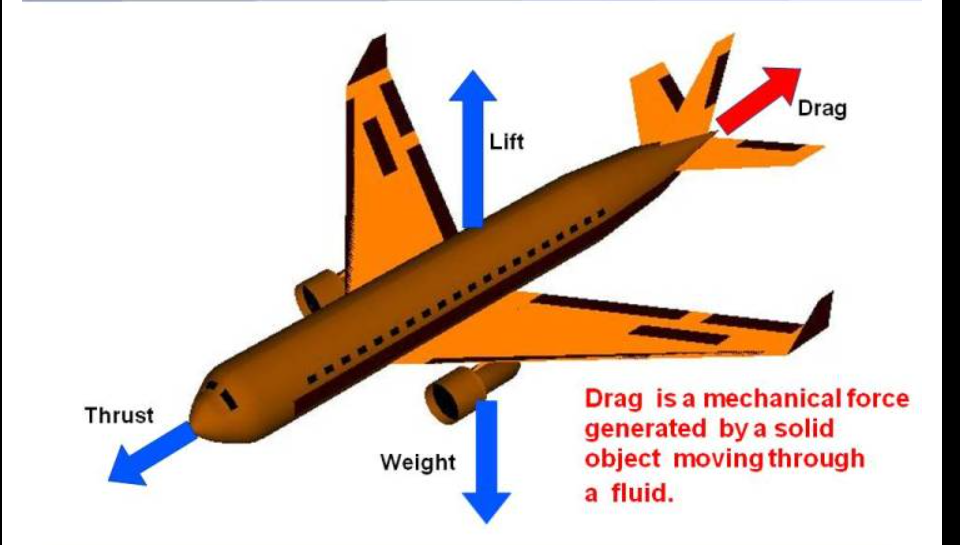 Drag
Lift
Thrust
Weight
Drag is a mechanical force
generated by a solid
object moving through
a fluid.